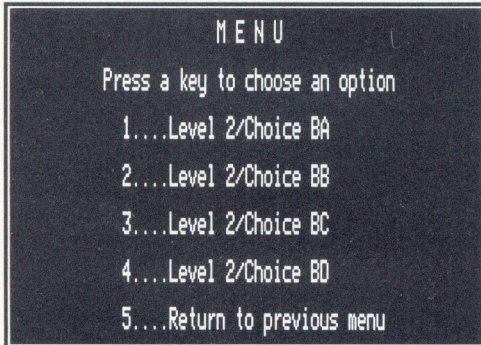 MENU
Press a key to choose an option
1....Level 2/Choice BA
2....Level 2/Choice BB
3....Level 2/Choice BC
4....Level 2/Choice BD
5....Return to previous menu